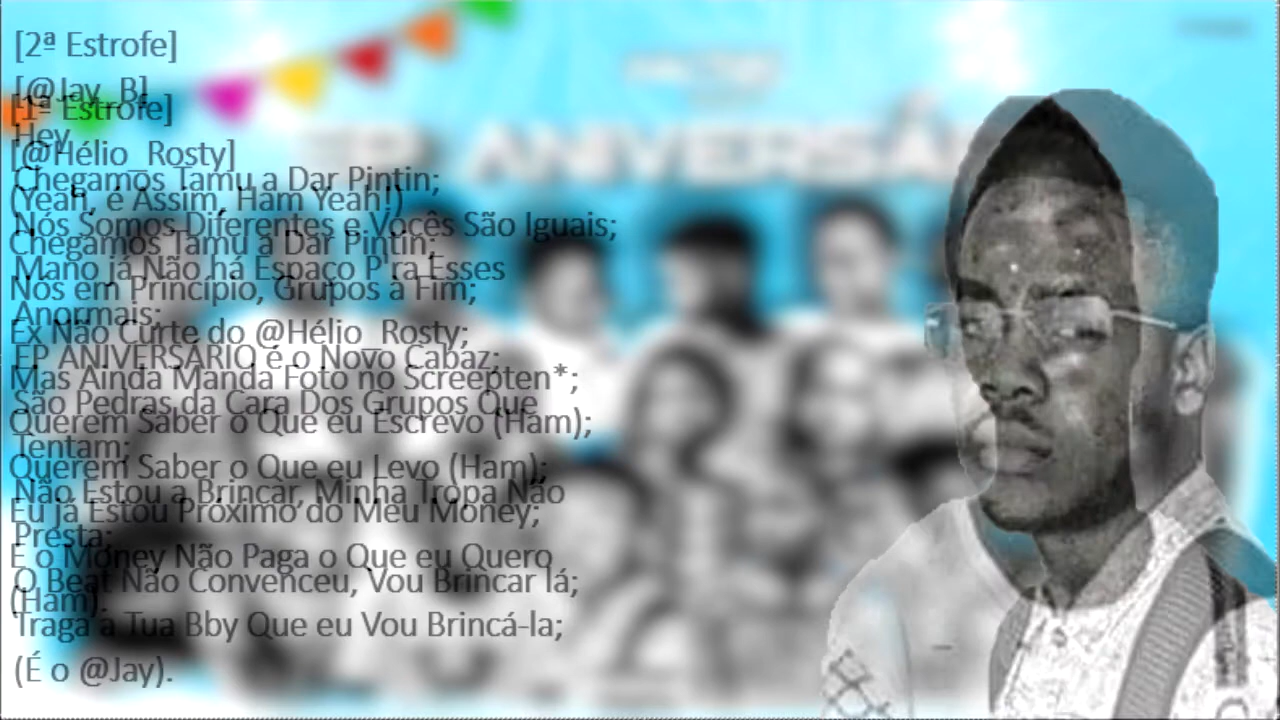 [2ª Estrofe]
[@Jay_B]
Hey,
Chegamos Tamu a Dar Pintin;
Nós Somos Diferentes e Vocês São Iguais;
Mano já Não há Espaço P'ra Esses
Anormais;
EP ANIVERSÁRIO é o Novo Cabaz;
São Pedras da Cara Dos Grupos Que
Tentam;
Não Estou a Brincar, Minha Tropa Não
Presta;
O Beat Não Convenceu, Vou Brincar lá;
Traga a Tua Bby Que eu Vou Brincá-la;
(É o @Jay).
[1ª Estrofe]
[@Hélio_Rosty]
(Yeah, é Assim, Ham Yeah!)
Chegamos Tamu a Dar Pintin;
Nós em Princípio, Grupos a Fim;
Ex Não Curte do @Hélio_Rosty;
Mas Ainda Manda Foto no Screepten*;
Querem Saber o Que eu Escrevo (Ham);
Querem Saber o Que eu Levo (Ham);
Eu já Estou Próximo do Meu Money;
E o Money Não Paga o Que eu Quero
(Ham).
EP ANIVERSÁ